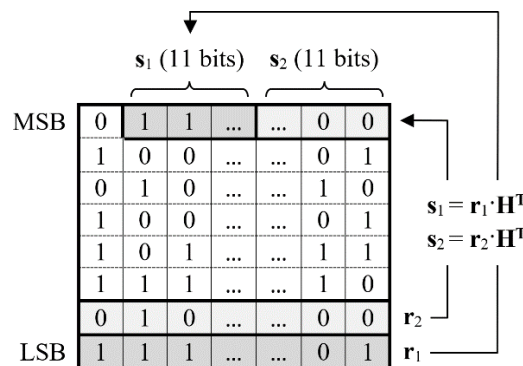 s₁ (11 bits) s₂ (11 bits)
MSB 0 1 1 ... ... 0 0
1 0 0 ... ... 0 1
0 1 0 ... ... 1 0
1 0 0 ... ... 0 1
1 0 1 ... ... 1 1
1 1 1 ... ... 1 0
0 1 0 ... ... 0 0 r₂
LSB 1 1 1 ... ... 0 1 r₁
s₁ = r₁·Hᵀ
s₂ = r₂·Hᵀ